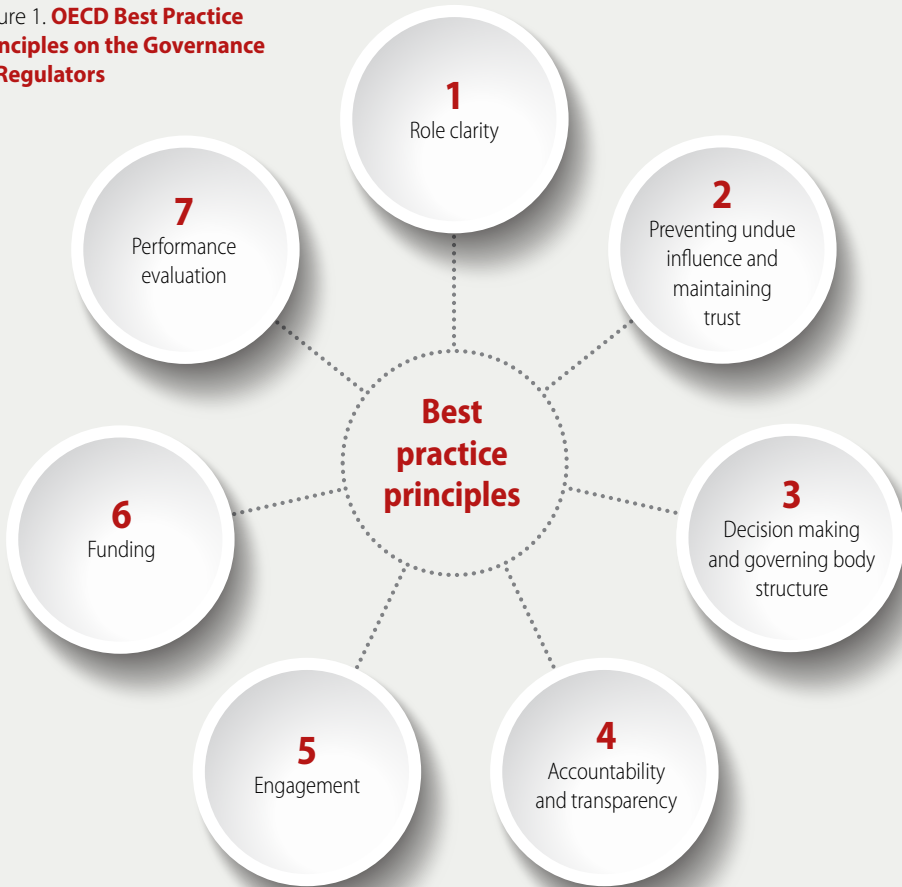 ure 1. OECD Best Practice
nciples on the Governance
Regulators
1
Role clarity
2
Preventing undue
influence and
maintaining
trust
3
Decision making
and governing body
structure
4
Accountability
and transparency
5
Engagement
6
Funding
7
Performance
evaluation
Best
practice
principles